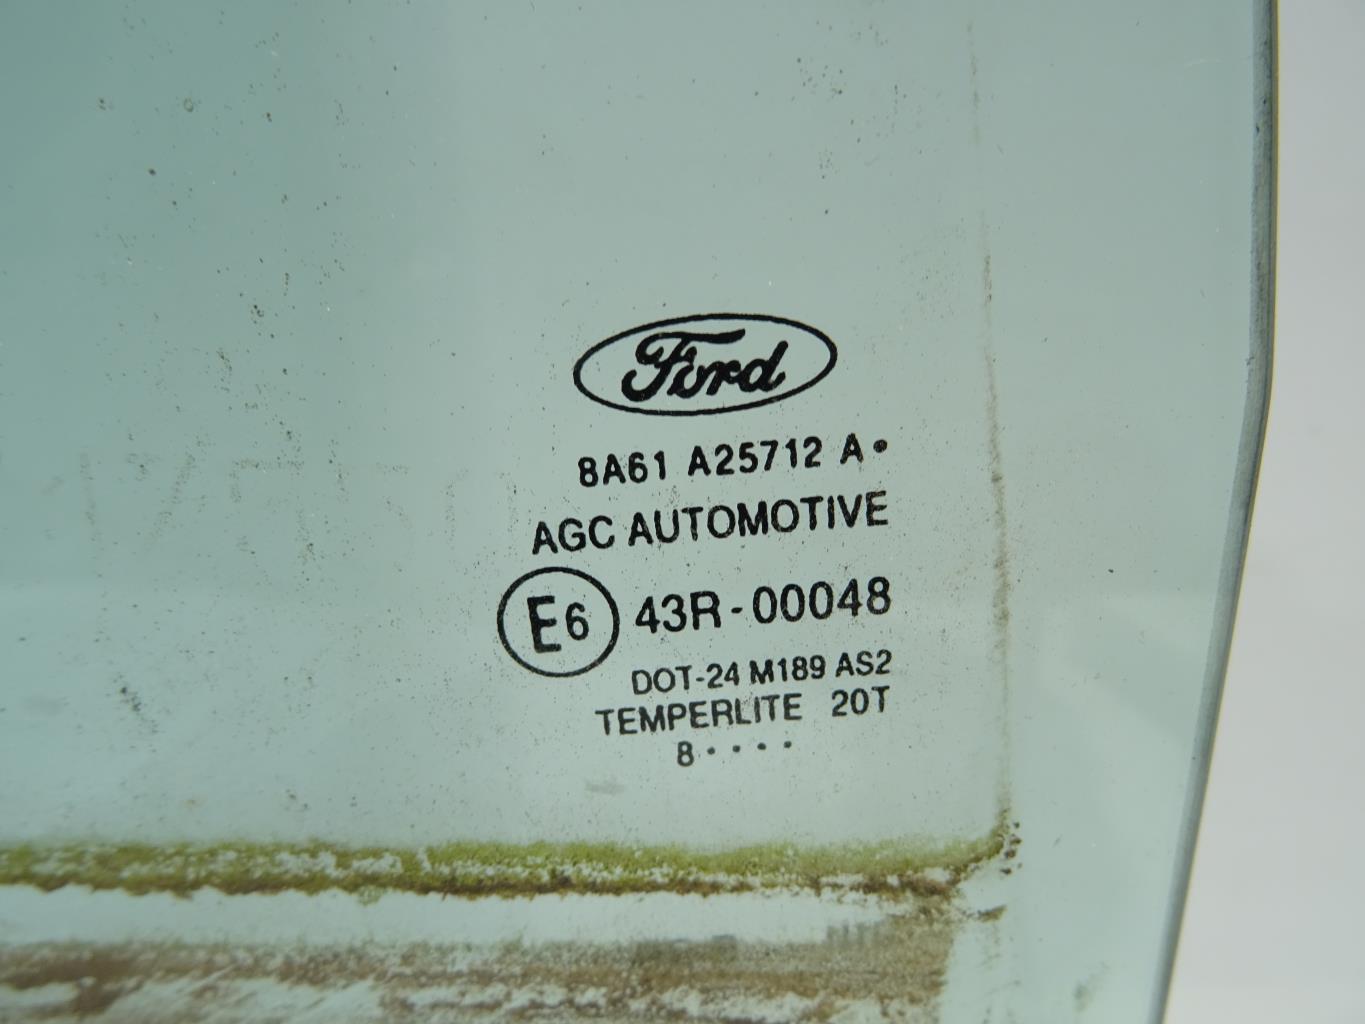 Ford
8A61 A25712 A•
AGC AUTOMOTIVE
E6 43R-00048
DOT-24 M189 AS2
TEMPERLITE 20T
8····